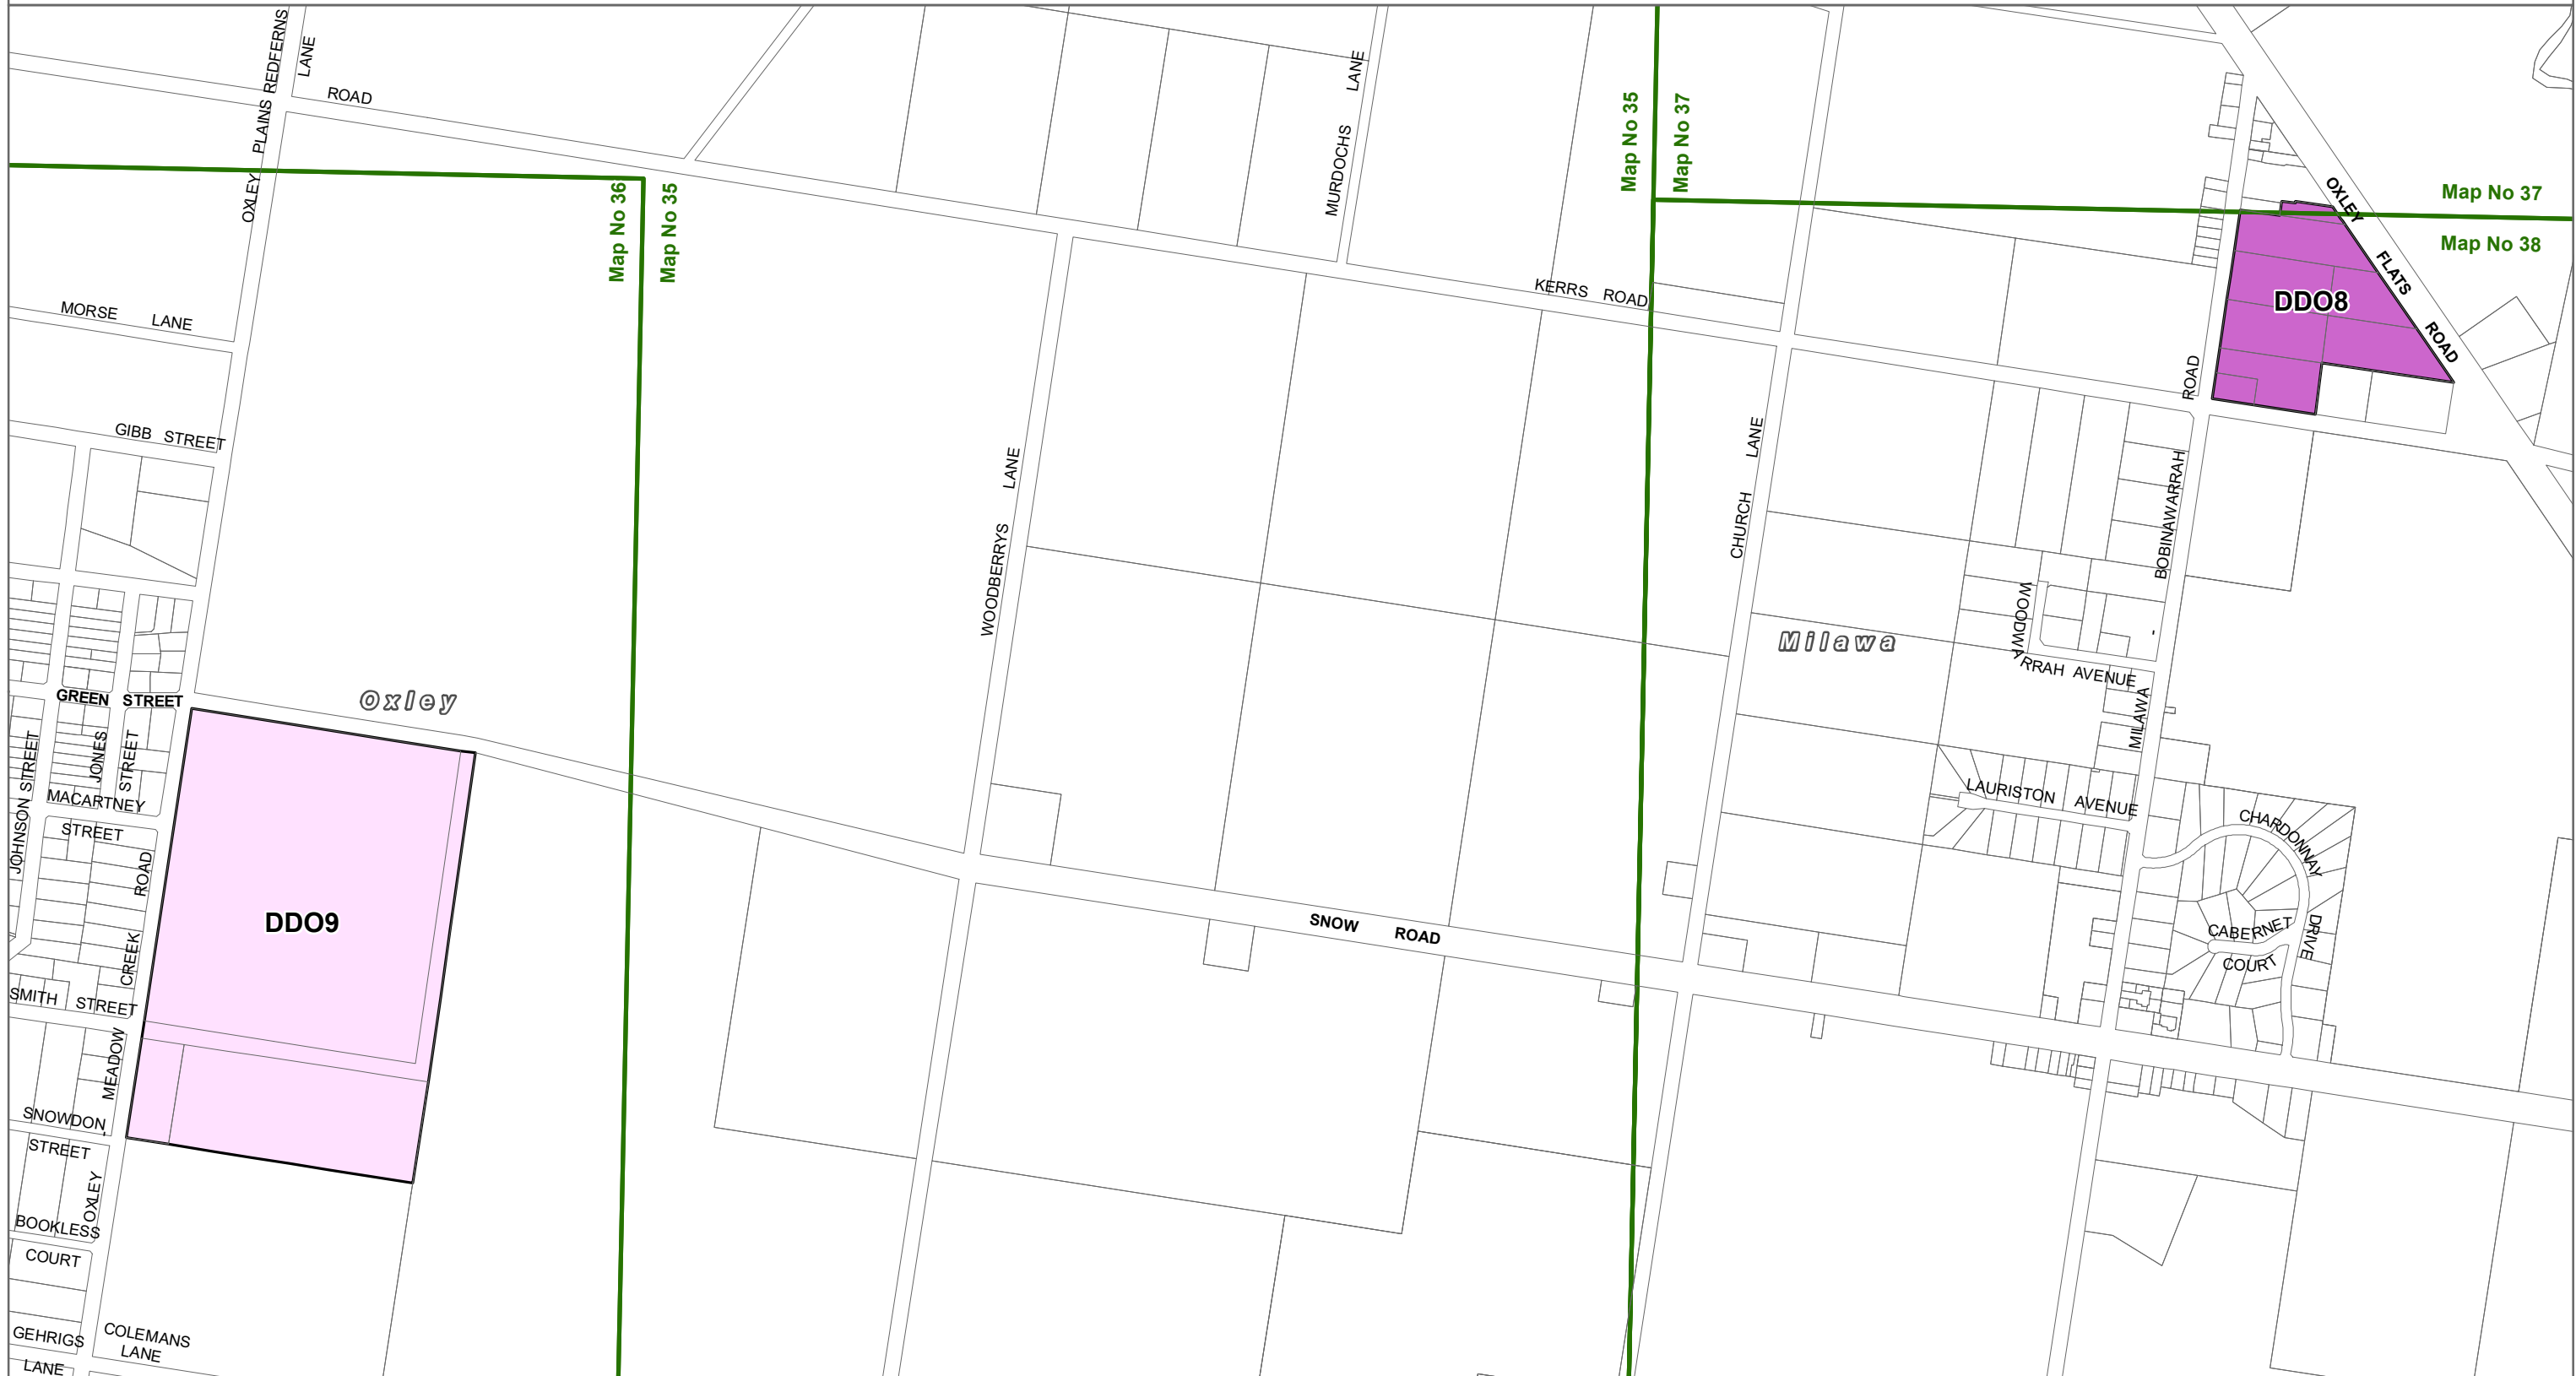 OXLEY PLAINS
REDFERNS
LANE
ROAD
MURDOCHS LANE
Map No 35
Map No 37
Map No 36
Map No 35
Map No 37
Map No 38
OXLEY FLATS ROAD
DDO8
MORSE LANE
KERRS ROAD
GIBB STREET
WOODBERRYS LANE
CHURCH LANE
BOBINAWARRAH ROAD
MILAWA
WOODWARRAH AVENUE
Milawa
Oxley
GREEN STREET
JOHNSON STREET
JONES STREET
MACARTNEY
STREET
LAURISTON AVENUE
CHARDONNAY DRIVE
CABERNET
COURT
DDO9
SNOW ROAD
OXLEY MEADOW CREEK ROAD
SMITH STREET
SNOWDON
STREET
BOOKLESS
COURT
GEHRIGS
LANE
COLEMANS
LANE